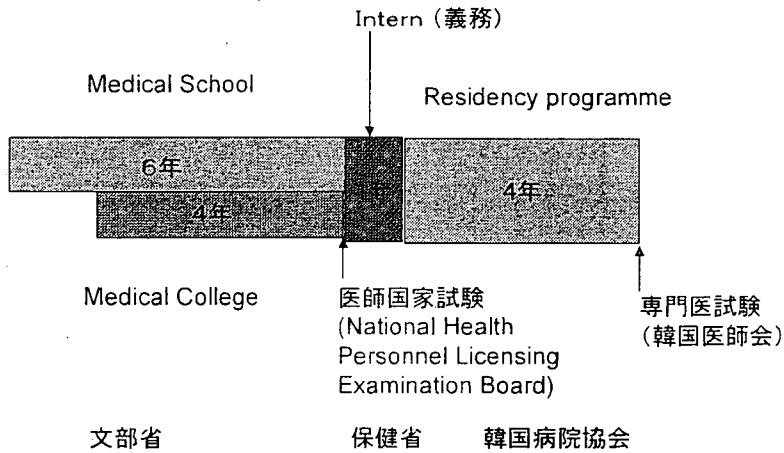 Intern (義務)
Medical School
Residency programme
6年
4年
4年
Medical College
医師国家試験
(National Health
Personnel Licensing
Examination Board)
専門医試験
(韓国医師会)
文部省
保健省
韓国病院協会